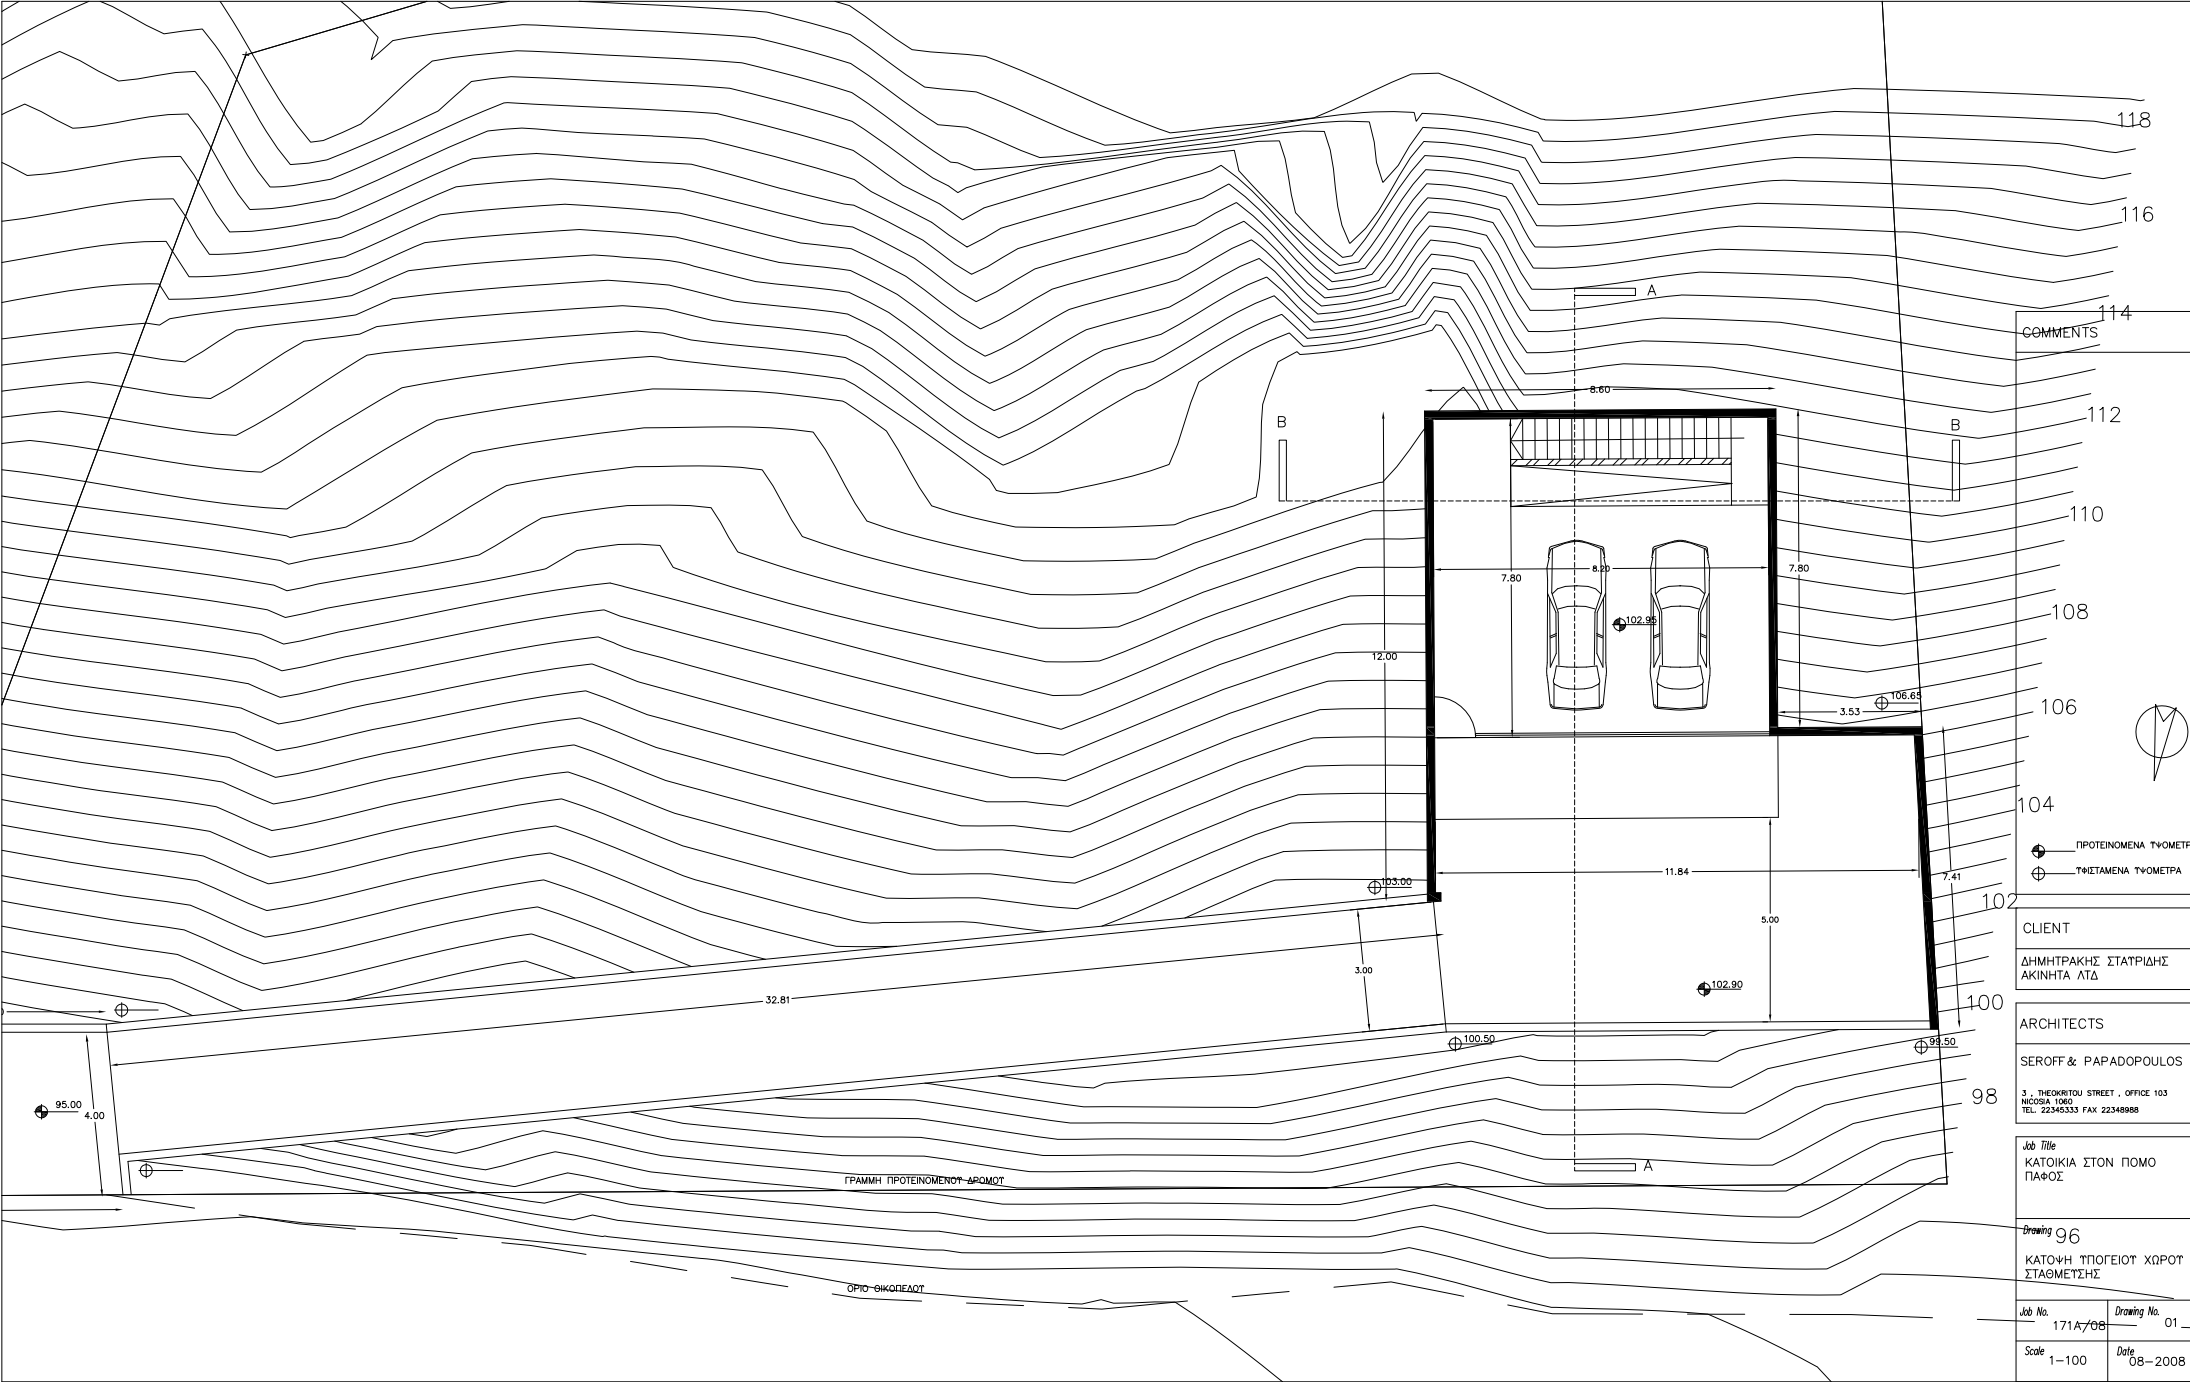 118
116
114
COMMENTS
112
110
108
106
104
102
100
98
96
A
8.60
B
B
7.80
8.20
7.80
102.95
12.00
106.65
3.53
103.00
11.84
7.41
5.00
3.00
32.81
102.90
100.50
99.50
95.00
4.00
A
ΓΡΑΜΜΗ ΠΡΟΤΕΙΝΟΜΕΝΟΥ ΔΡΟΜΟΥ
ΟΡΙΟ ΟΙΚΟΠΕΔΟΥ
ΠΡΟΤΕΙΝΟΜΕΝΑ
ΥΦΙΣΤΑΜΕΝΑ ΥΨΟΜΕΤΡΑ
CLIENT
ΔΗΜΗΤΡΑΚΗΣ ΣΤΑΥΡΙΔΗΣ
ΑΚΙΝΗΤΑ ΛΤΔ
ARCHITECTS
SEROFF & PAPADOPOULOS
3 , THEOKRITOU STREET , OFFICE 103
NICOSIA 1060
TEL. 22345333 FAX 22348988
Job Title
ΚΑΤΟΙΚΙΑ ΣΤΟΝ ΠΟΜΟ
ΠΑΦΟΣ
Drawing
ΚΑΤΟΨΗ ΥΠΟΓΕΙΟΥ ΧΩΡΟΥ
ΣΤΑΘΜΕΥΣΗΣ
Job No. 171A/08
Drawing No. 01
Scale 1-100
Date 08-2008